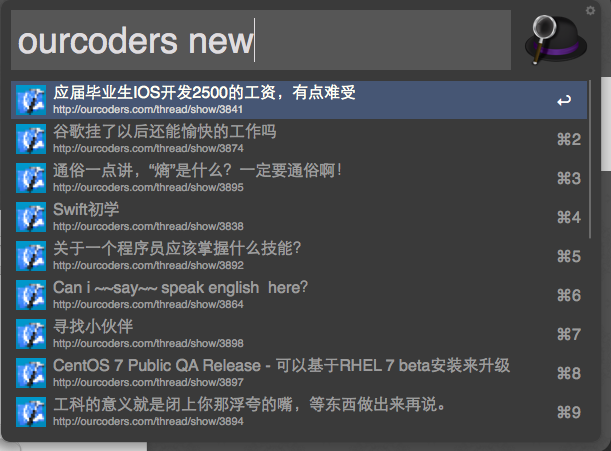 ourcoders new
应届毕业生IOS开发2500的工资，有点难受
http://ourcoders.com/thread/show/3841
↩
谷歌挂了以后还能愉快的工作吗
http://ourcoders.com/thread/show/3874
⌘2
通俗一点讲，“熵”是什么？一定要通俗啊！
http://ourcoders.com/thread/show/3895
⌘3
Swift初学
http://ourcoders.com/thread/show/3838
⌘4
关于一个程序员应该掌握什么技能？
http://ourcoders.com/thread/show/3892
⌘5
Can i ~~say~~ speak english  here?
http://ourcoders.com/thread/show/3864
⌘6
寻找小伙伴
http://ourcoders.com/thread/show/3898
⌘7
CentOS 7 Public QA Release - 可以基于RHEL 7 beta安装来升级
http://ourcoders.com/thread/show/3897
⌘8
工科的意义就是闭上你那浮夸的嘴，等东西做出来再说。
http://ourcoders.com/thread/show/3894
⌘9